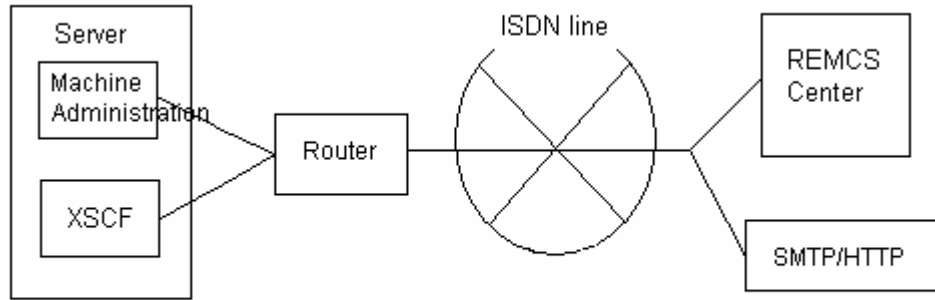 Server
Machine
Administration
XSCF
Router
ISDN line
REMCS
Center
SMTP/HTTP